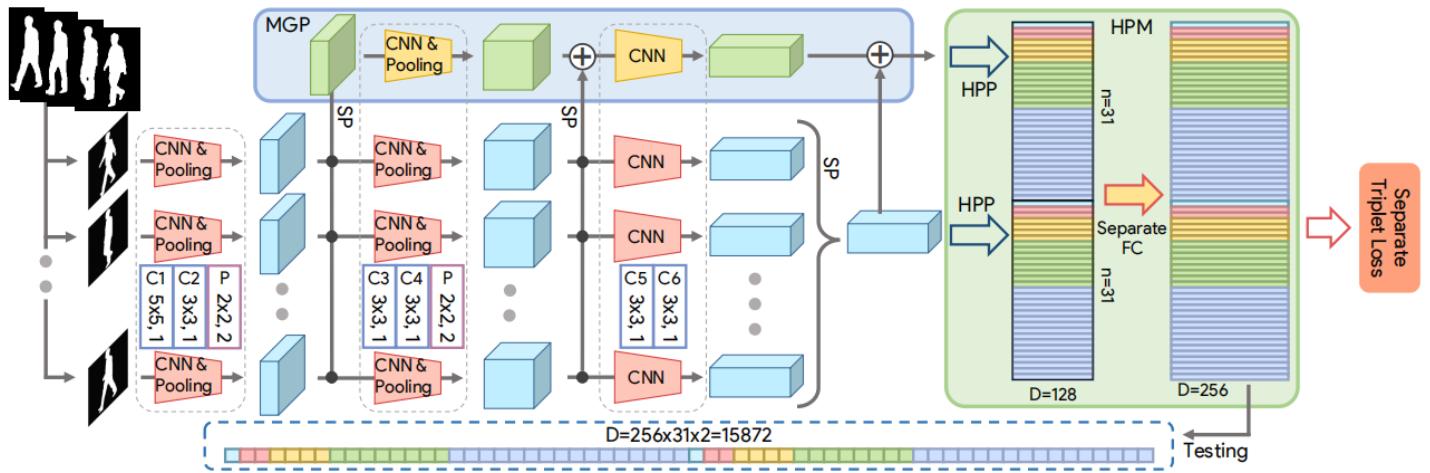 MGP
CNN &
Pooling
CNN
SP
SP
CNN &
Pooling
CNN &
Pooling
CNN
SP
CNN &
Pooling
CNN &
Pooling
CNN
C1
5x5, 1
C2
3x3, 1
P
2x2, 2
C3
3x3, 1
C4
3x3, 1
P
2x2, 2
C5
3x3, 1
C6
3x3, 1
CNN &
Pooling
CNN &
Pooling
CNN
HPM
HPP
n=31
HPP
Separate
FC
n=31
D=128
D=256
Separate
Triplet Loss
Testing
D=256x31x2=15872